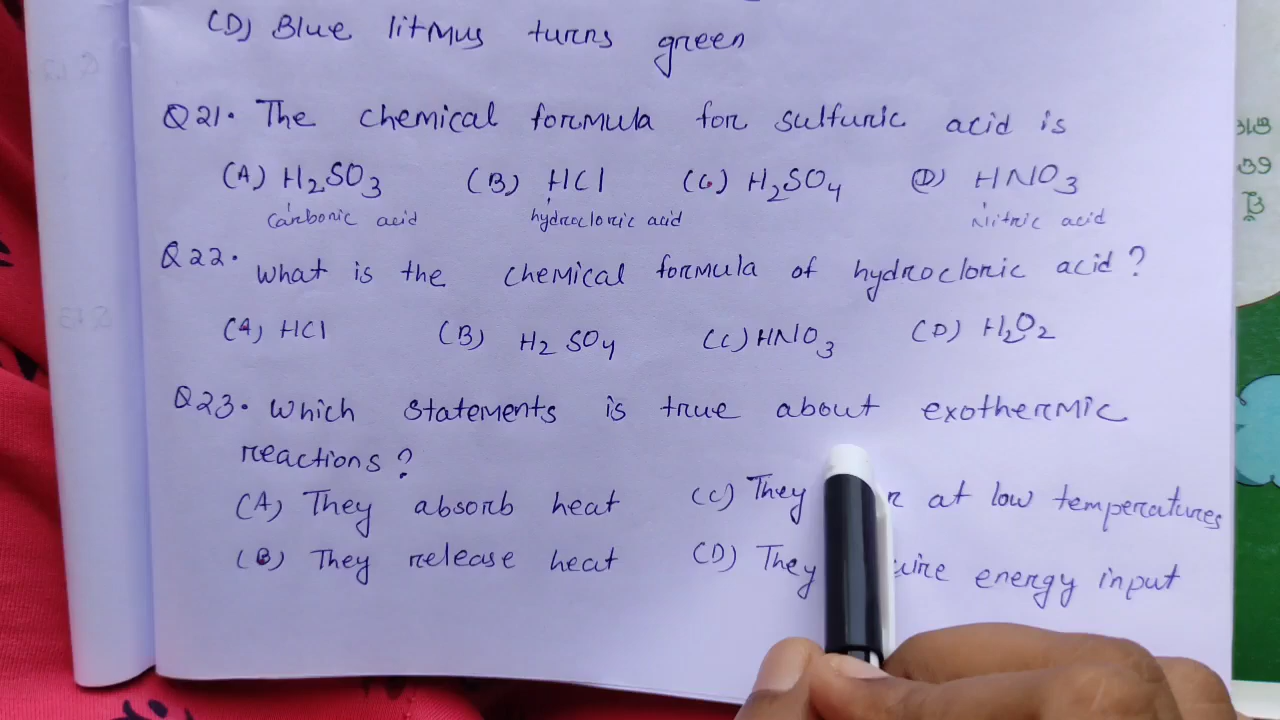 (D) Blue litmus turns green
Q21. The chemical formula for sulfuric acid is
(A) H2SO3 (B) HCl (C) H2SO4 (D) HNO3
Carbonic acid hydrocloric acid Nitric acid
Q22. What is the chemical formula of hydrocloric acid?
(A) HCl (B) H2SO4 (C) HNO3 (D) H2O2
Q23. Which statements is true about exothermic
reactions?
(A) They absorb heat (C) They at low temperatures
(B) They release heat (D) They energy input